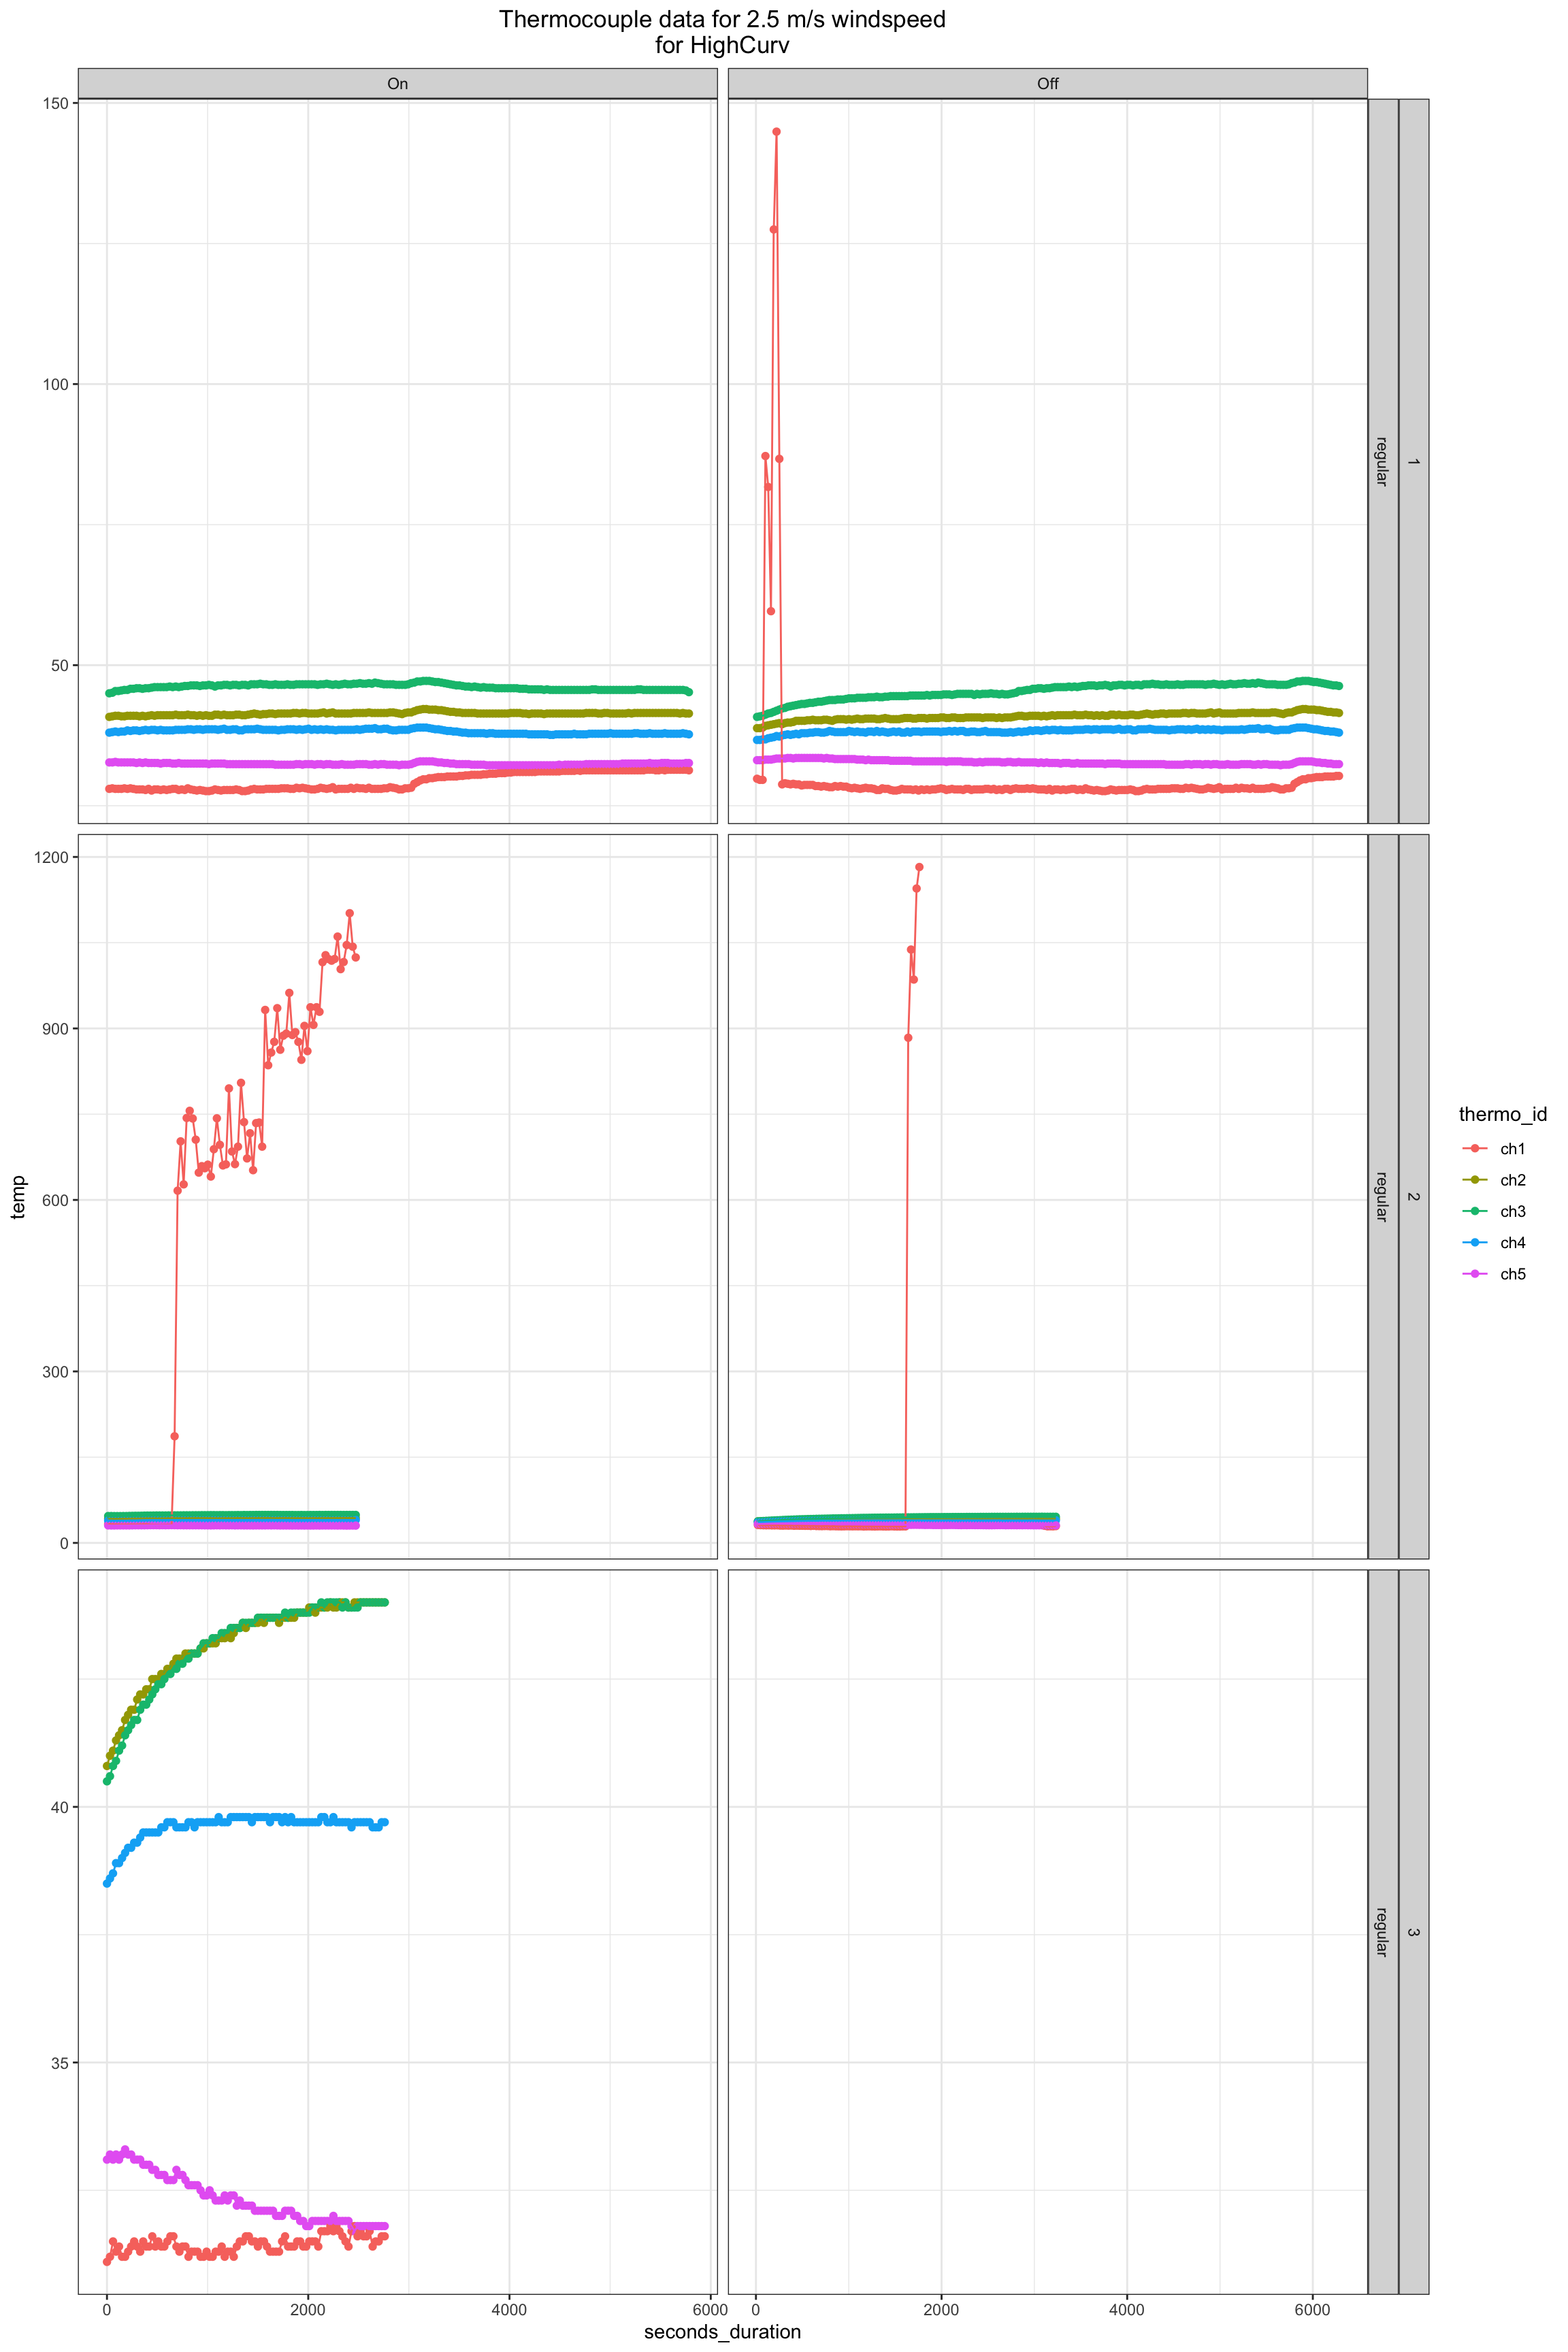 Thermocouple data for 2.5 m/s windspeed
for HighCurv
On
Off
150
100
50
regular
1
1200
900
600
300
0
regular
2
40
35
regular
3
0
2000
4000
6000
0
2000
4000
6000
seconds_duration
temp
thermo_id
ch1
ch2
ch3
ch4
ch5